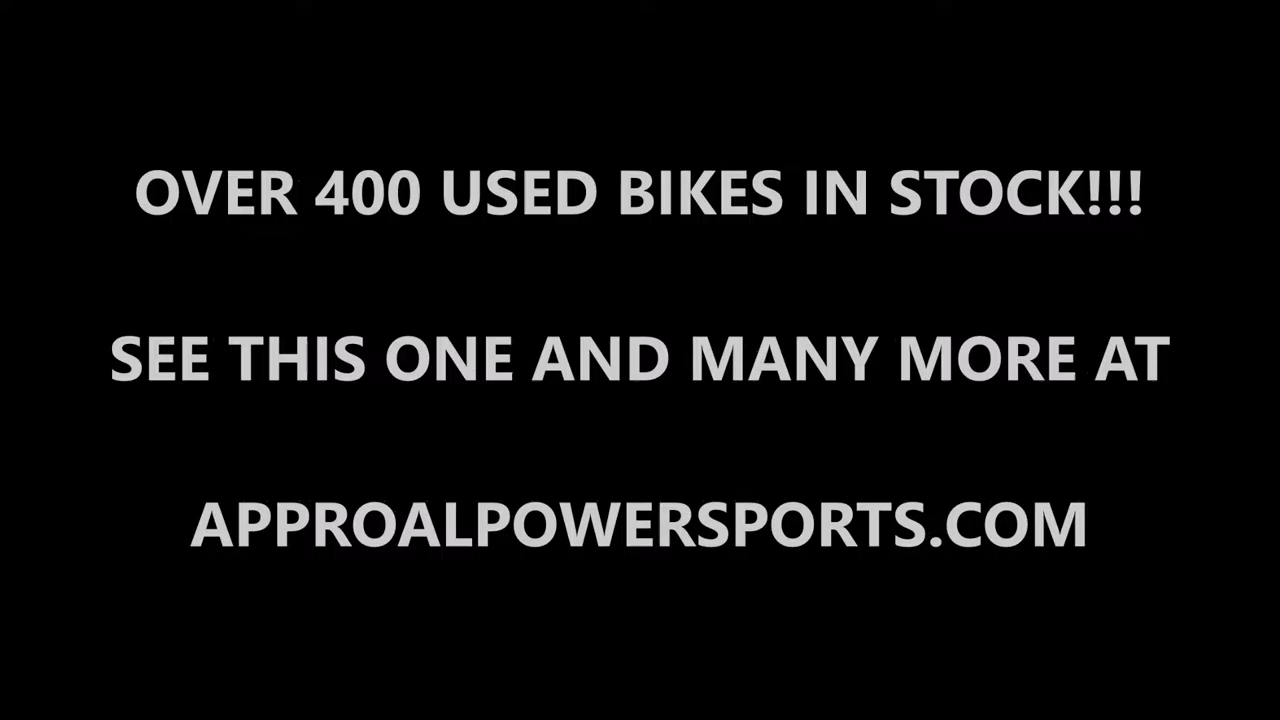 OVER 400 USED BIKES IN STOCK!!!
SEE THIS ONE AND MANY MORE AT
APPROALPOWERSPORTS.COM